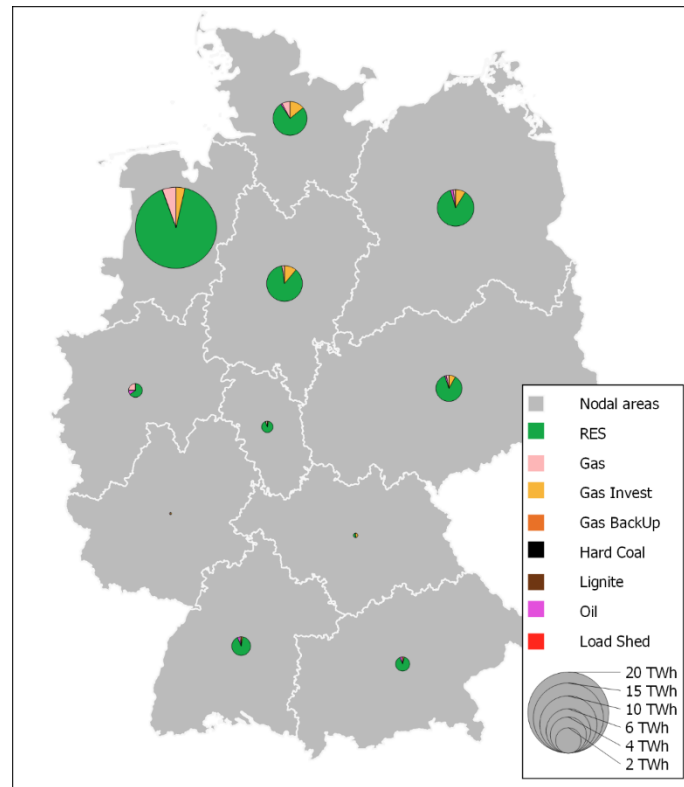 Nodal areas
RES
Gas
Gas Invest
Gas BackUp
Hard Coal
Lignite
Oil
Load Shed
20 TWh
15 TWh
10 TWh
6 TWh
4 TWh
2 TWh